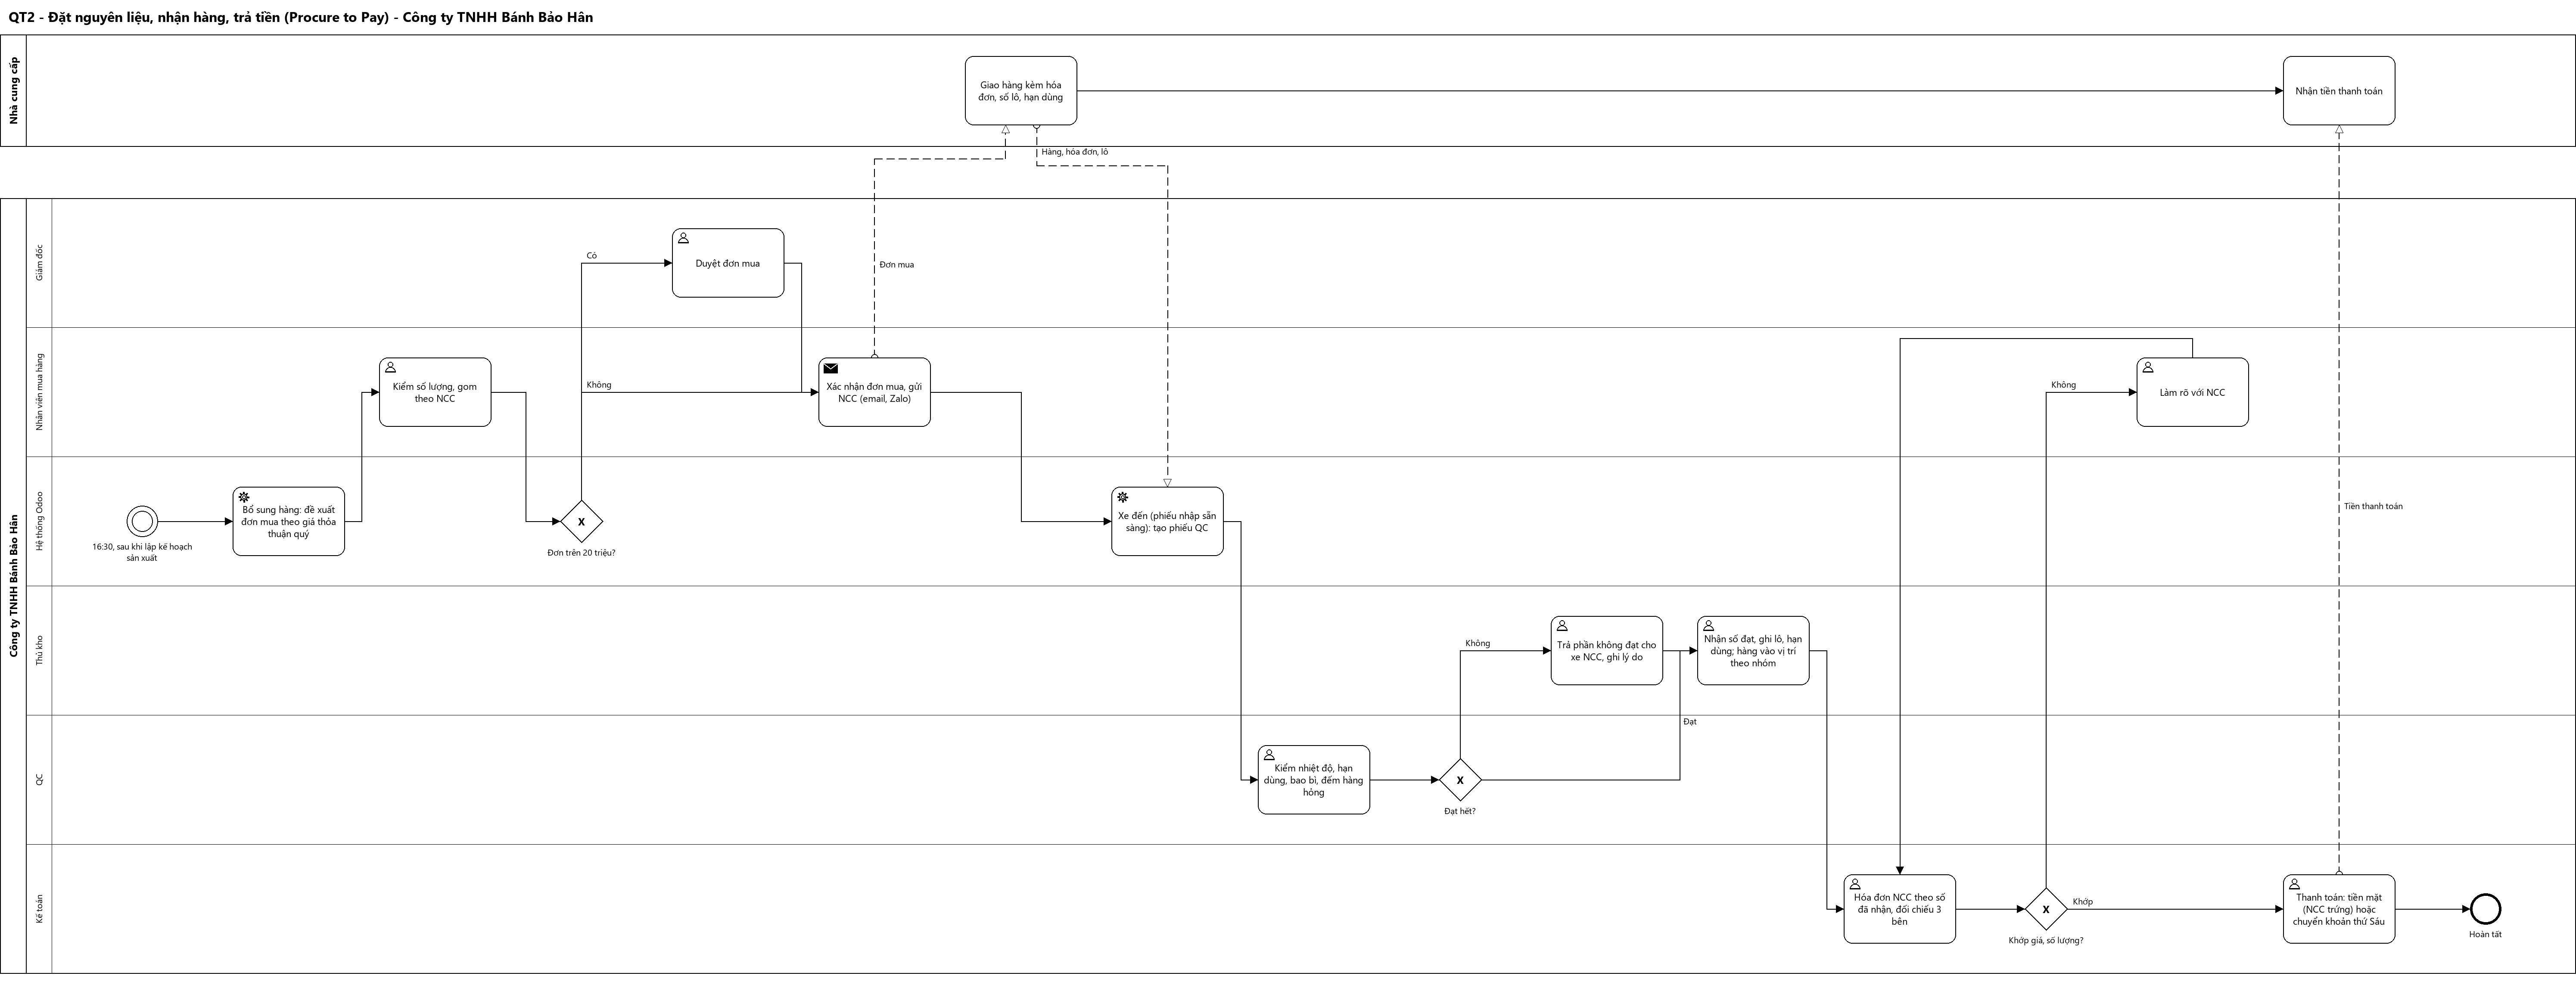 QT2 - Đặt nguyên liệu, nhận hàng, trả tiền (Procure to Pay) - Công ty TNHH Bánh Bảo Hân
Nhà cung cấp
Giao hàng kèm hóa
đơn, số lô, hạn dùng
Nhận tiền thanh toán
Hàng, hóa đơn, lô
Công ty TNHH Bánh Bảo Hân
Giám đốc
Có
Duyệt đơn mua
Đơn mua
Nhân viên mua hàng
Kiểm số lượng, gom
theo NCC
Không
Xác nhận đơn mua, gửi
NCC (email, Zalo)
Không
Làm rõ với NCC
Hệ thống Odoo
16:30, sau khi lập kế hoạch
sản xuất
Bổ sung hàng: đề xuất
đơn mua theo giá thỏa
thuận quý
X
Đơn trên 20 triệu?
Xe đến (phiếu nhập sẵn
sàng): tạo phiếu QC
Tiền thanh toán
Thủ kho
Không
Trả phần không đạt cho
xe NCC, ghi lý do
Nhận số đạt, ghi lô, hạn
dùng; hàng vào vị trí
theo nhóm
QC
Kiểm nhiệt độ, hạn
dùng, bao bì, đếm hàng
hỏng
X
Đạt hết?
Đạt
Kế toán
Hóa đơn NCC theo số
đã nhận, đối chiếu 3
bên
X
Khớp giá, số lượng?
Khớp
Thanh toán: tiền mặt
(NCC trứng) hoặc
chuyển khoản thứ Sáu
Hoàn tất